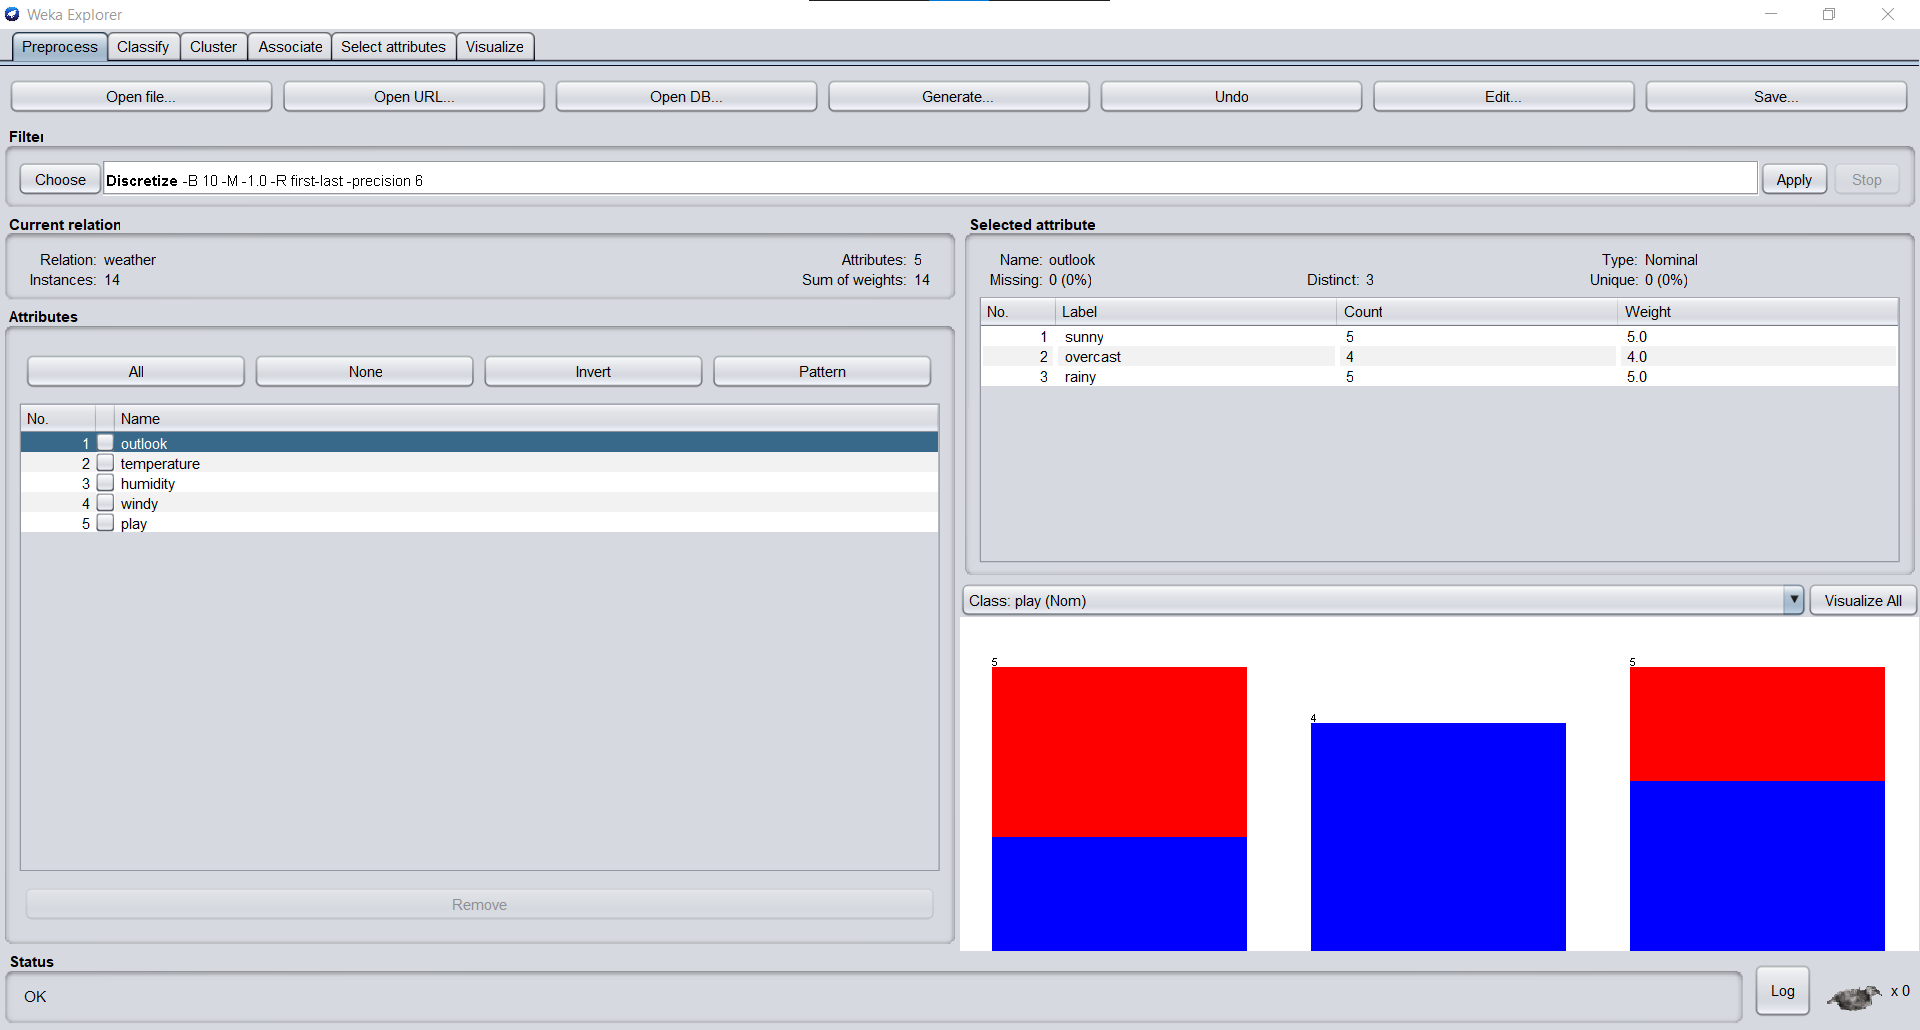 Weka Explorer
Preprocess Classify Cluster Associate Select attributes Visualize
Open file... Open URL... Open DB... Generate... Undo Edit... Save...
Filter
Choose Discretize -B 10 -M -1.0 -R first-last -precision 6 Apply Stop
Current relation
Relation: weather Attributes: 5
Instances: 14 Sum of weights: 14
Attributes
All None Invert Pattern
No. Name
1 outlook
2 temperature
3 humidity
4 windy
5 play
Remove
Selected attribute
Name: outlook Type: Nominal
Missing: 0 (0%) Distinct: 3 Unique: 0 (0%)
No. Label Count Weight
1 sunny 5 5.0
2 overcast 4 4.0
3 rainy 5 5.0
Class: play (Nom) Visualize All
5 4 5
Status
OK
Log x 0